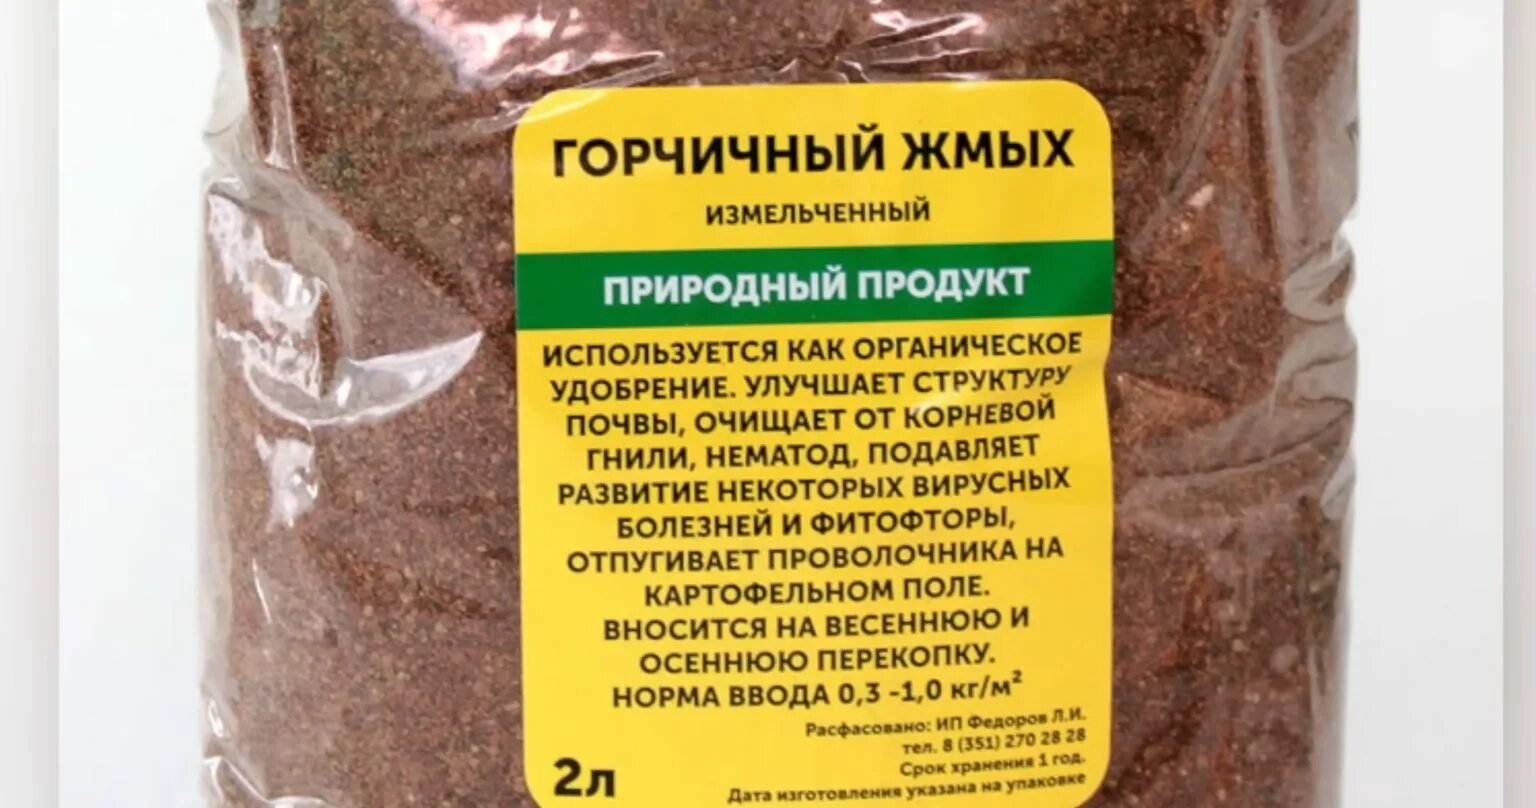 ГОРЧИЧНЫЙ ЖМЫХ
ИЗМЕЛЬЧЕННЫЙ
ПРИРОДНЫЙ ПРОДУКТ
ИСПОЛЬЗУЕТСЯ КАК ОРГАНИЧЕСКОЕ
УДОБРЕНИЕ. УЛУЧШАЕТ СТРУКТУРУ
ПОЧВЫ, ОЧИЩАЕТ ОТ КОРНЕВОЙ
ГНИЛИ, НЕМАТОД, ПОДАВЛЯЕТ
РАЗВИТИЕ НЕКОТОРЫХ ВИРУСНЫХ
БОЛЕЗНЕЙ И ФИТОФТОРЫ,
ОТПУГИВАЕТ ПРОВОЛОЧНИКА НА
КАРТОФЕЛЬНОМ ПОЛЕ.
ВНОСИТСЯ НА ВЕСЕННЮЮ И
ОСЕННЮЮ ПЕРЕКОПКУ.
НОРМА ВВОДА 0,3 -1,0 кг/м²
Расфасовано: ИП Федоров Л.И.
тел. 8 (351) 270 28 28
Срок хранения 1 год.
2л
Дата изготовления указана на упаковке